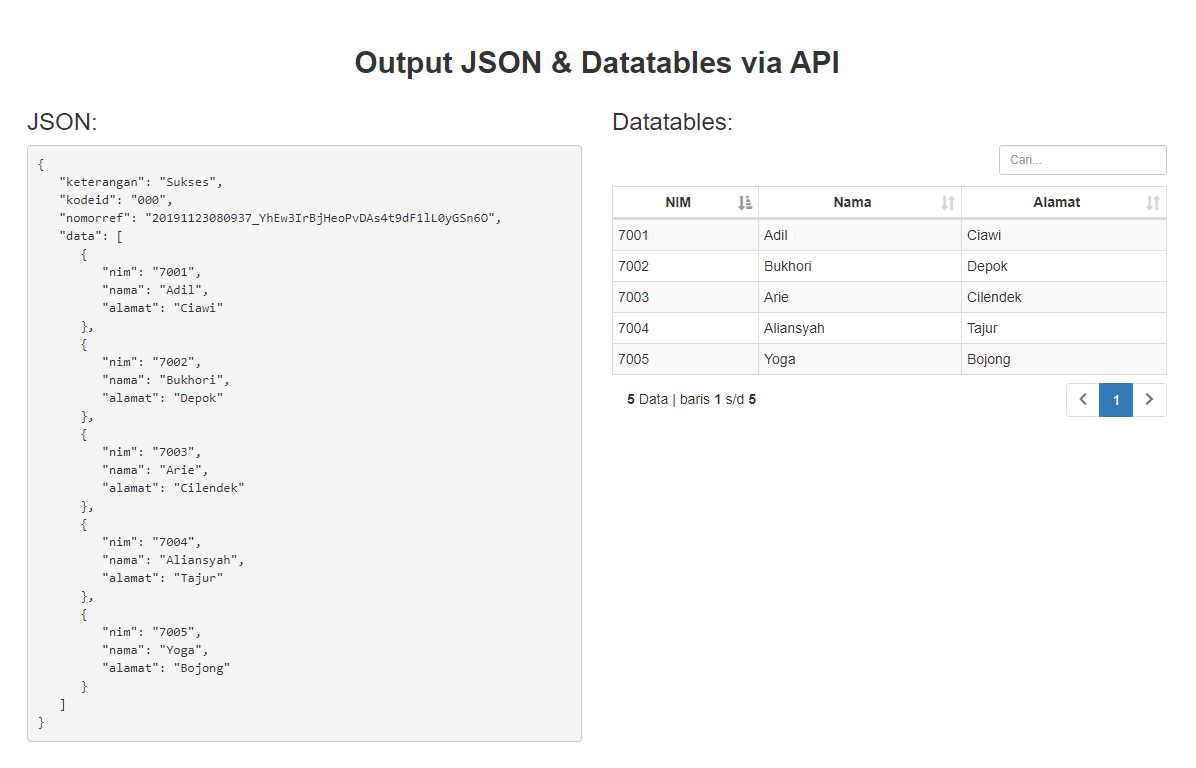 Output JSON & Datatables via API
JSON:
{
"keterangan": "Sukses",
"kodeid": "000",
"nomorref": "20191123080937_YhEw3IrBjHeoPvDAs4t9dF1lL0yGSn6O",
"data": [
{
"nim": "7001",
"nama": "Adil",
"alamat": "Ciawi"
},
{
"nim": "7002",
"nama": "Bukhori",
"alamat": "Depok"
},
{
"nim": "7003",
"nama": "Arie",
"alamat": "Cilendek"
},
{
"nim": "7004",
"nama": "Aliansyah",
"alamat": "Tajur"
},
{
"nim": "7005",
"nama": "Yoga",
"alamat": "Bojong"
}
]
}
Datatables:
Cari...
NIM Nama Alamat
7001 Adil Ciawi
7002 Bukhori Depok
7003 Arie Cilendek
7004 Aliansyah Tajur
7005 Yoga Bojong
5 Data | baris 1 s/d 5
1